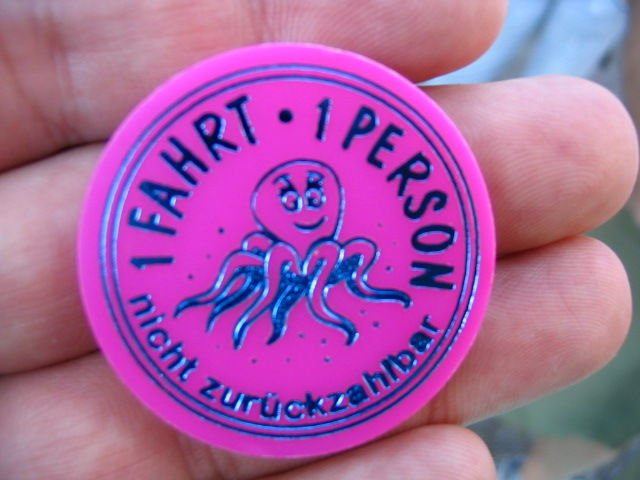 1 FAHRT · 1 PERSON
nicht zurückzahlbar